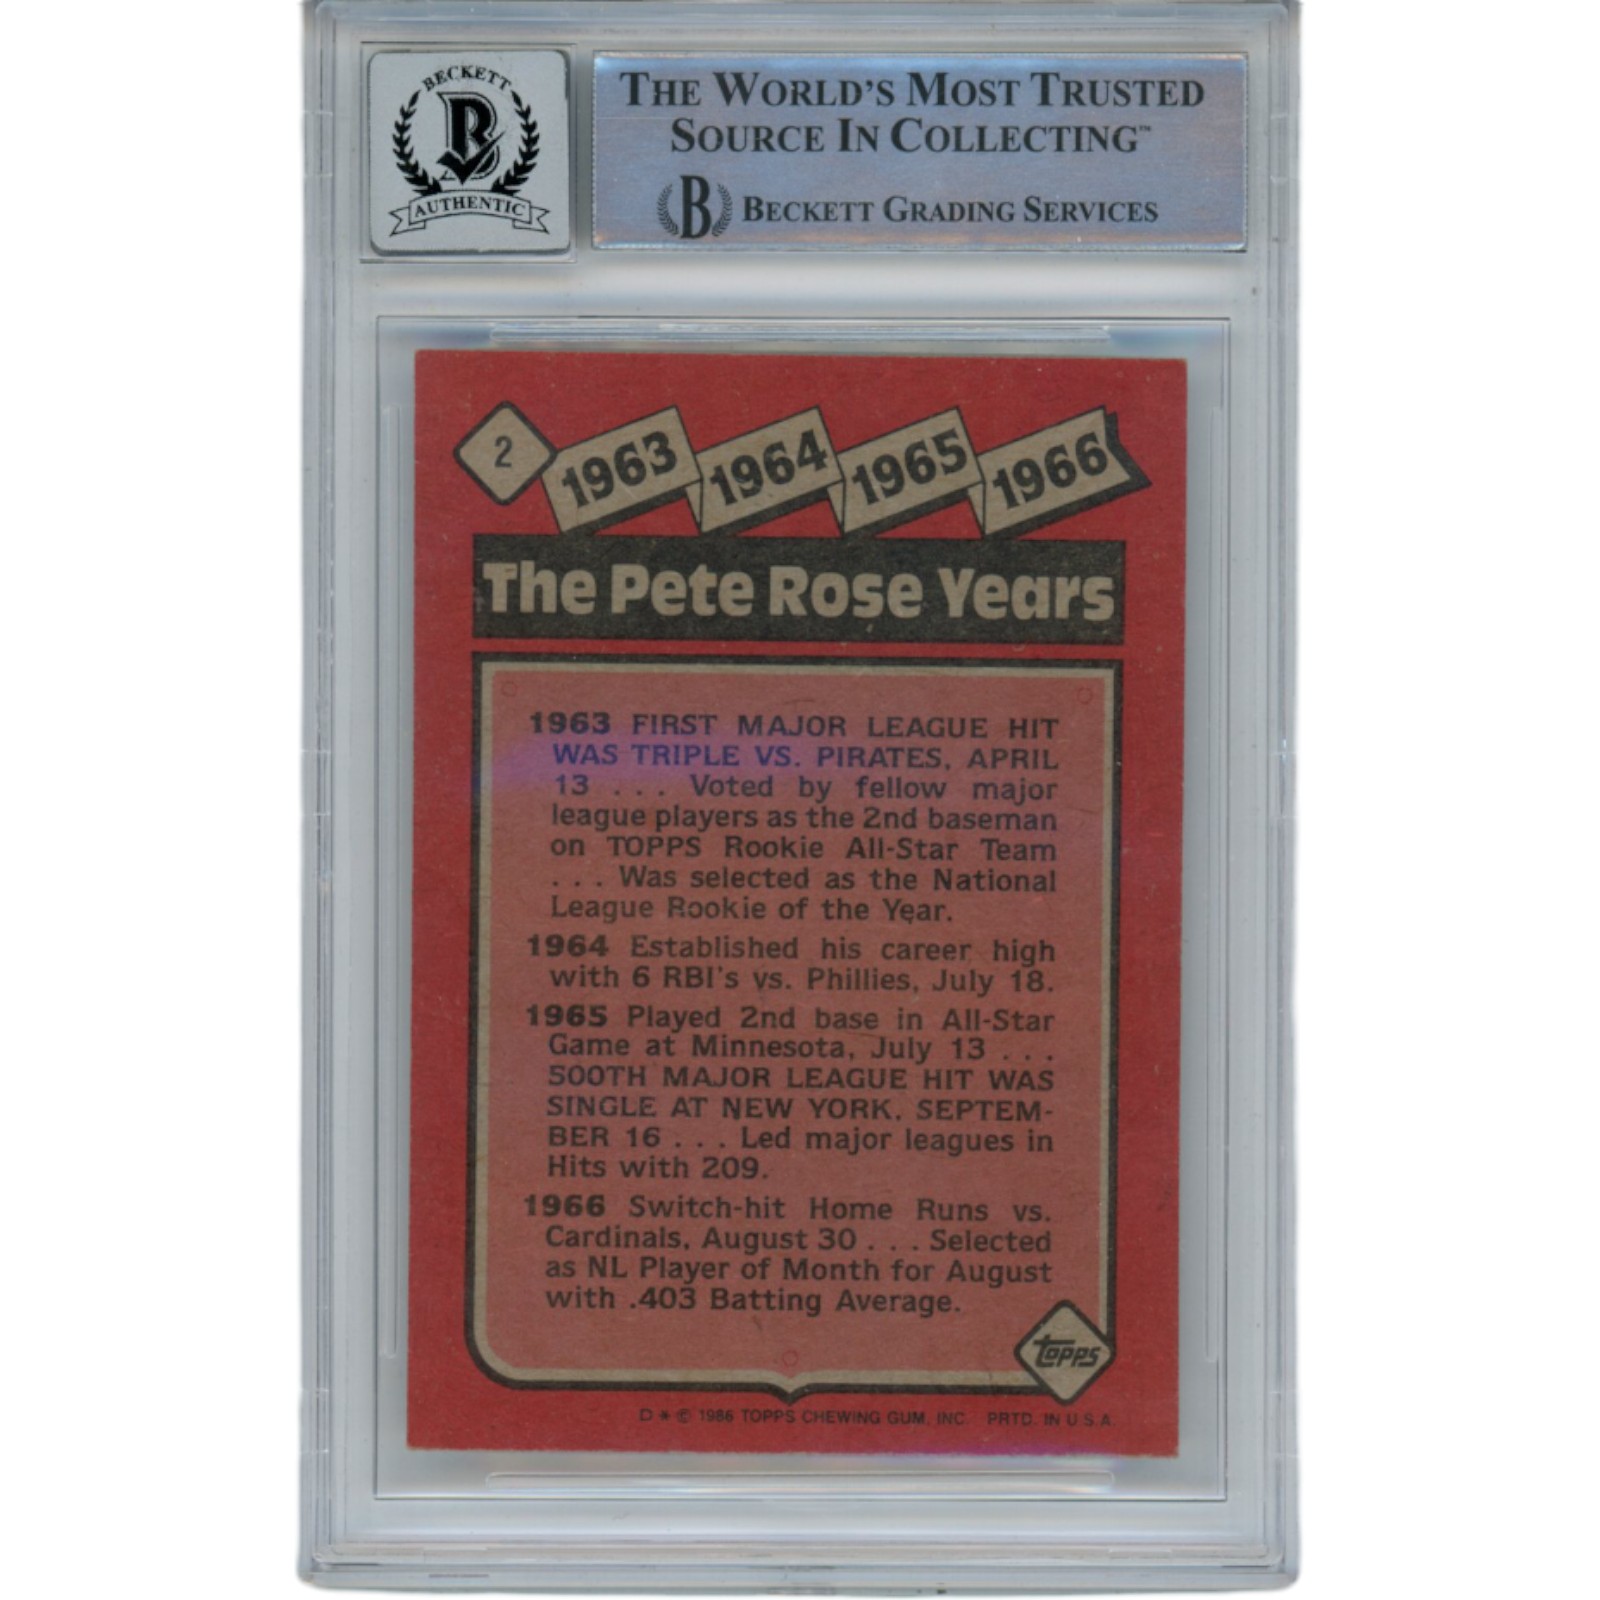 BECKETT
B
AUTHENTIC
THE WORLD'S MOST TRUSTED
SOURCE IN COLLECTING™
B BECKETT GRADING SERVICES
2
1963 1964 1965 1966
The Pete Rose Years
1963 FIRST MAJOR LEAGUE HIT
WAS TRIPLE VS. PIRATES, APRIL
13 . . . Voted by fellow major
league players as the 2nd baseman
on TOPPS Rookie All-Star Team
. . . Was selected as the National
League Rookie of the Year.
1964 Established his career high
with 6 RBI's vs. Phillies, July 18.
1965 Played 2nd base in All-Star
Game at Minnesota, July 13 . . .
500TH MAJOR LEAGUE HIT WAS
SINGLE AT NEW YORK, SEPTEM-
BER 16 . . . Led major leagues in
Hits with 209.
1966 Switch-hit Home Runs vs.
Cardinals, August 30 . . . Selected
as NL Player of Month for August
with .403 Batting Average.
topps
D * © 1986 TOPPS CHEWING GUM, INC. PRTD. IN U.S.A.